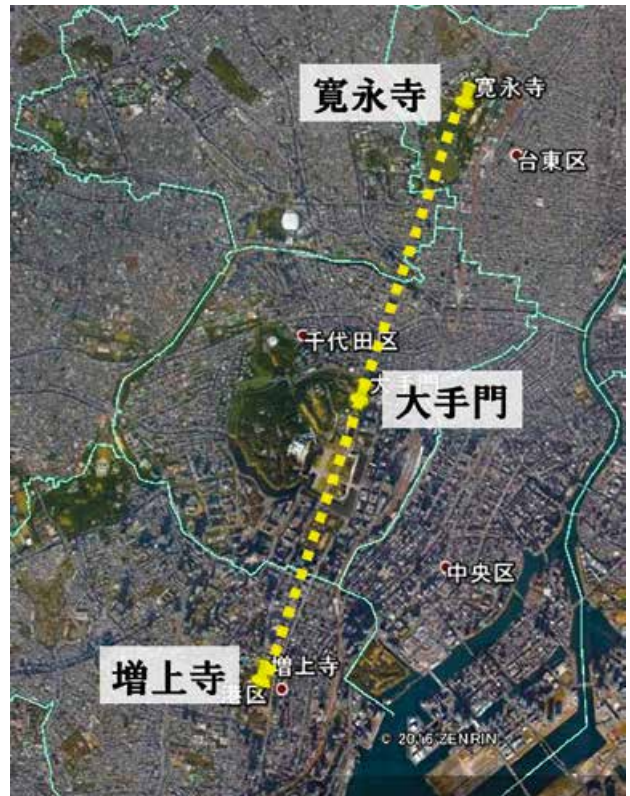 寛永寺
寛永寺
台東区
千代田区
大手門
大手門
中央区
増上寺
増上寺
港区
© 2016 ZENRIN